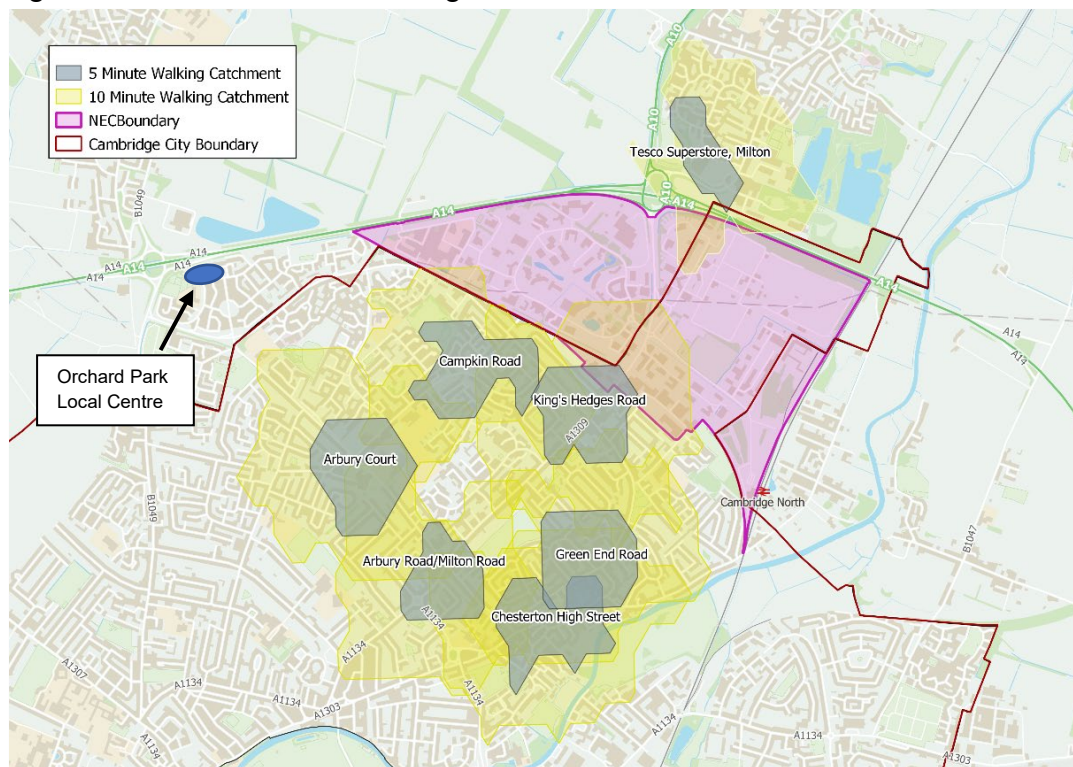 5 Minute Walking Catchment
10 Minute Walking Catchment
NECBoundary
Cambridge City Boundary
A10
A10
Tesco Superstore, Milton
A10
A14
B1049
A14
A14
A14
A14
A14
A14
A14
Orchard Park
Local Centre
Campkin Road
King's Hedges Road
A1309
Arbury Court
B1049
Cambridge North
B1047
Arbury Road/Milton Road
Green End Road
Chesterton High Street
A1134
A1134
A1134
A1307
A1134
A1303
A1134
A1134
A1303